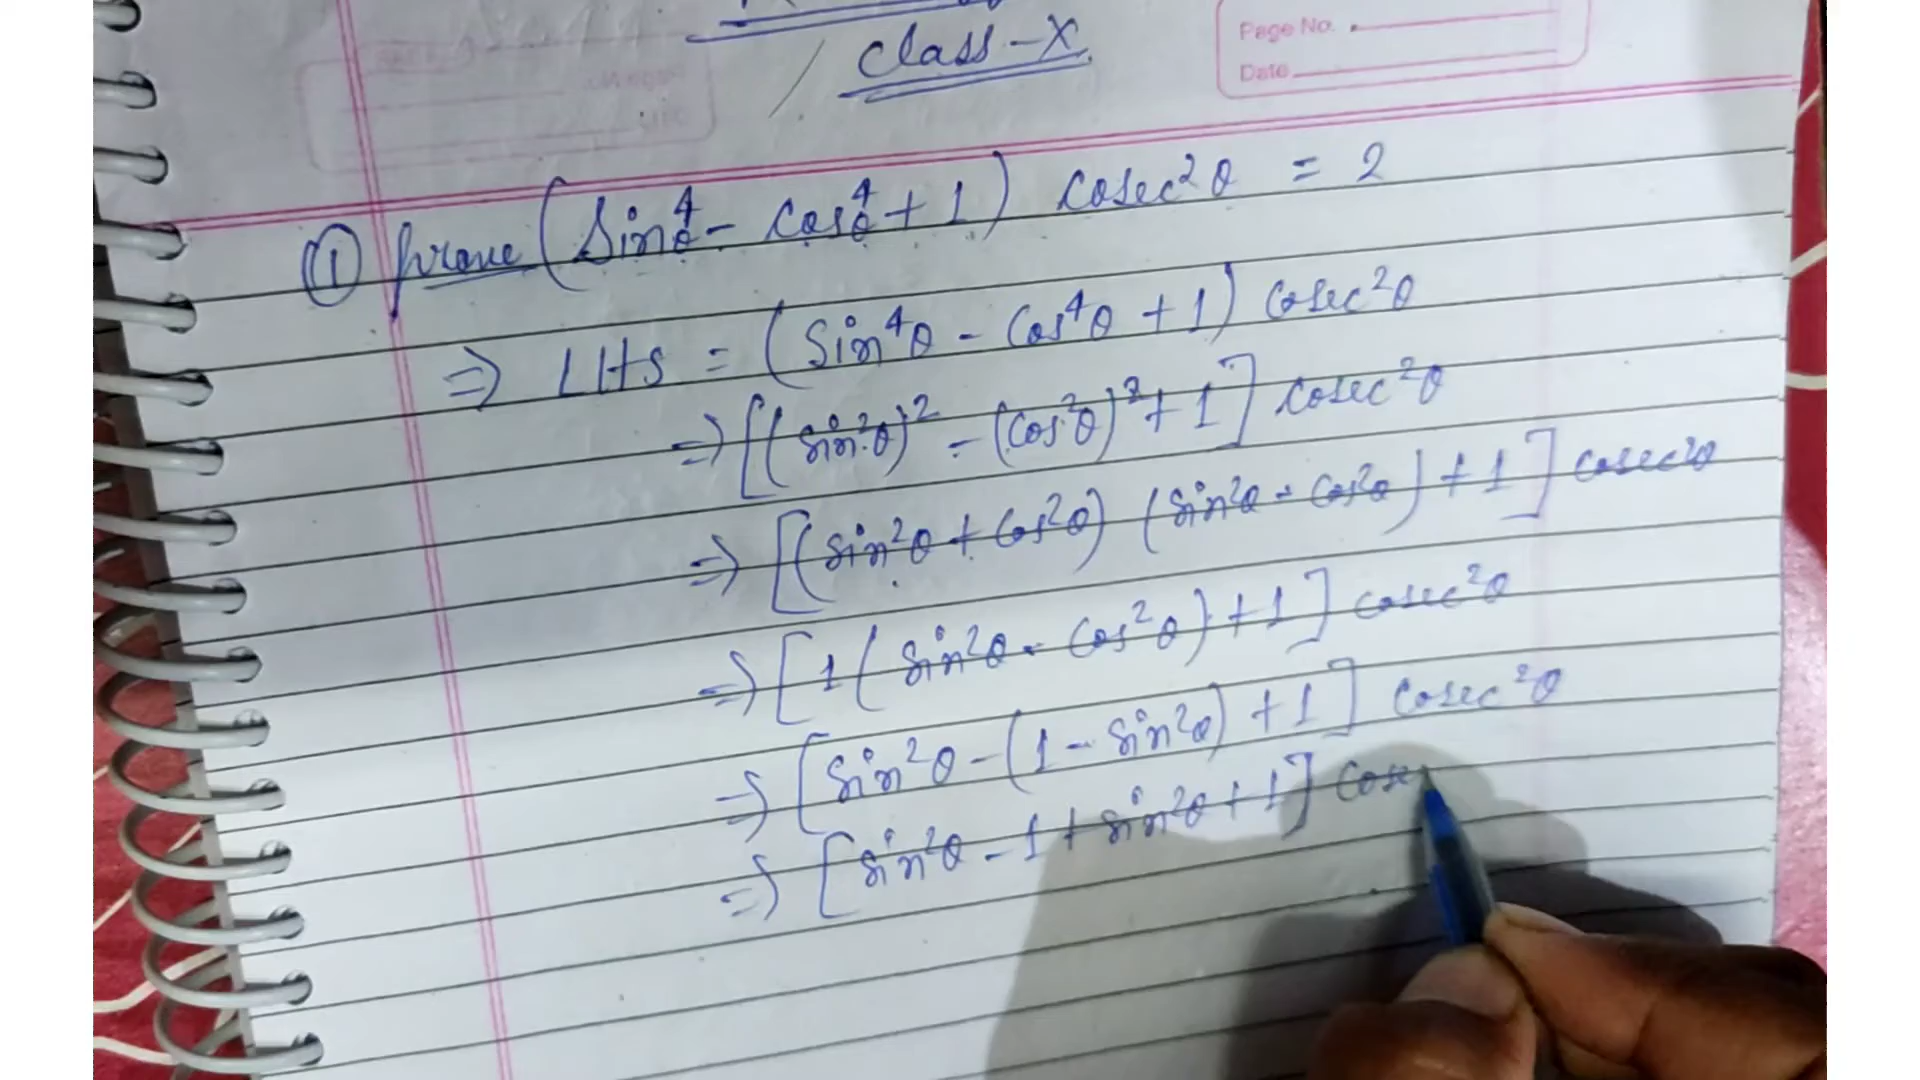 Class-X
Page No.
Date
① Prove (Sin⁴θ - Cos⁴θ + 1) Cosec²θ = 2
⇒ LHS = (Sin⁴θ - Cos⁴θ + 1) Cosec²θ
⇒ [(Sin²θ)² - (Cos²θ)² + 1] Cosec²θ
⇒ [(Sin²θ + Cos²θ) (Sin²θ - Cos²θ) + 1] Cosec²θ
⇒ [1 (Sin²θ - Cos²θ) + 1] Cosec²θ
⇒ [Sin²θ - (1 - Sin²θ) + 1] Cosec²θ
⇒ [Sin²θ - 1 + Sin²θ + 1] Cose